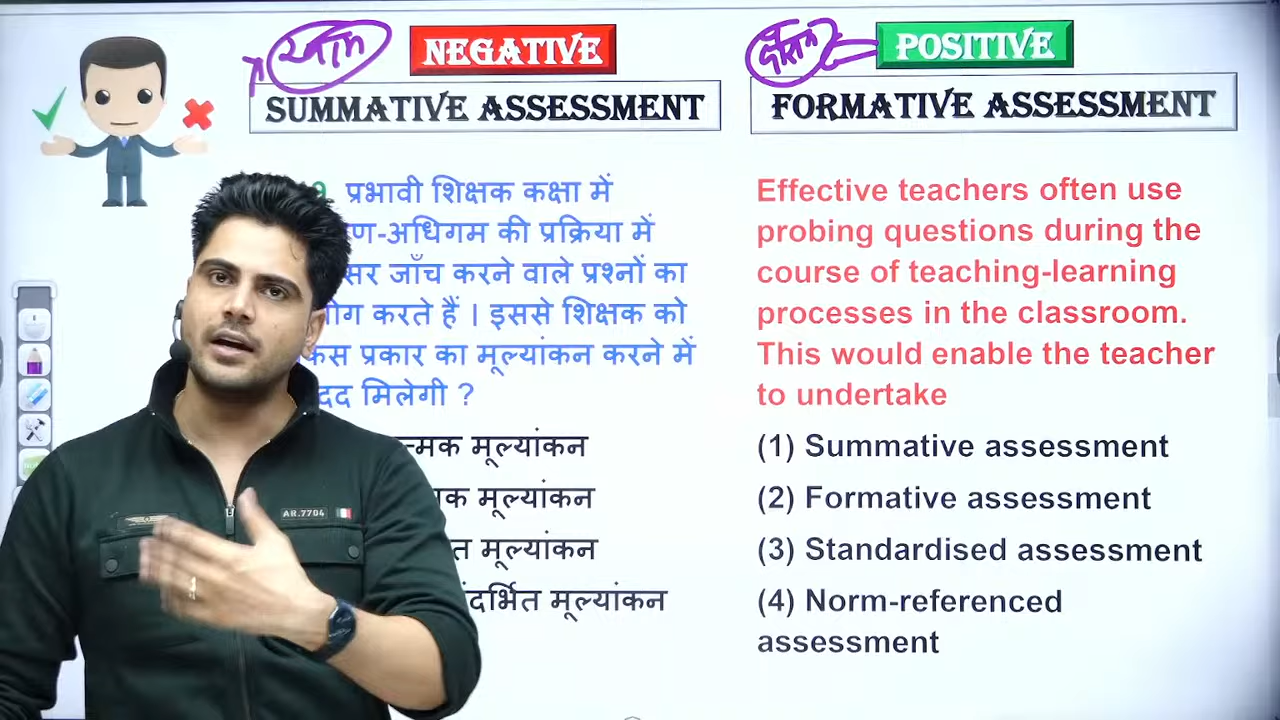 NEGATIVE
SUMMATIVE ASSESSMENT
POSITIVE
FORMATIVE ASSESSMENT
प्रभावी शिक्षक कक्षा में
की प्रक्रिया में
जाँच करने वाले प्रश्नों का
करते हैं । इससे शिक्षक को
प्रकार का मूल्यांकन करने में
मिलेगी ?
मूल्यांकन
मूल्यांकन
मूल्यांकन
मूल्यांकन
Effective teachers often use
probing questions during the
course of teaching-learning
processes in the classroom.
This would enable the teacher
to undertake
(1) Summative assessment
(2) Formative assessment
(3) Standardised assessment
(4) Norm-referenced
assessment
AR.7704